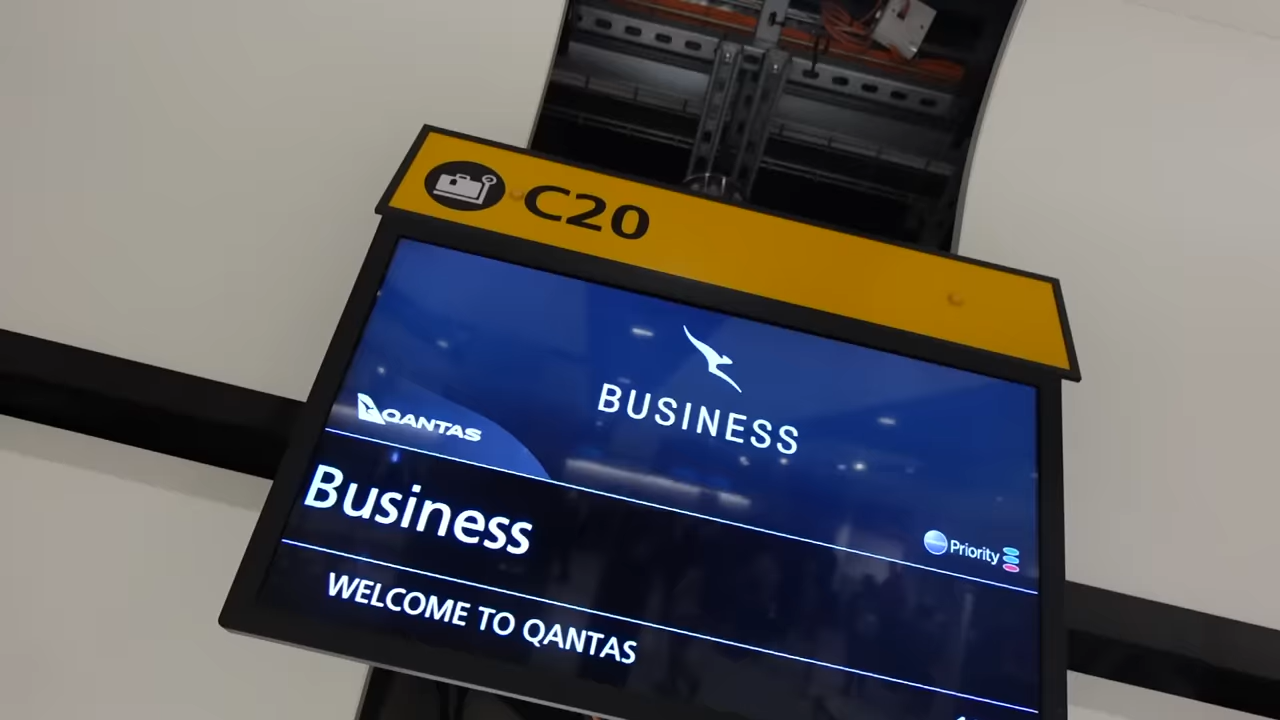 C20
BUSINESS
QANTAS
Priority
Business
WELCOME TO QANTAS